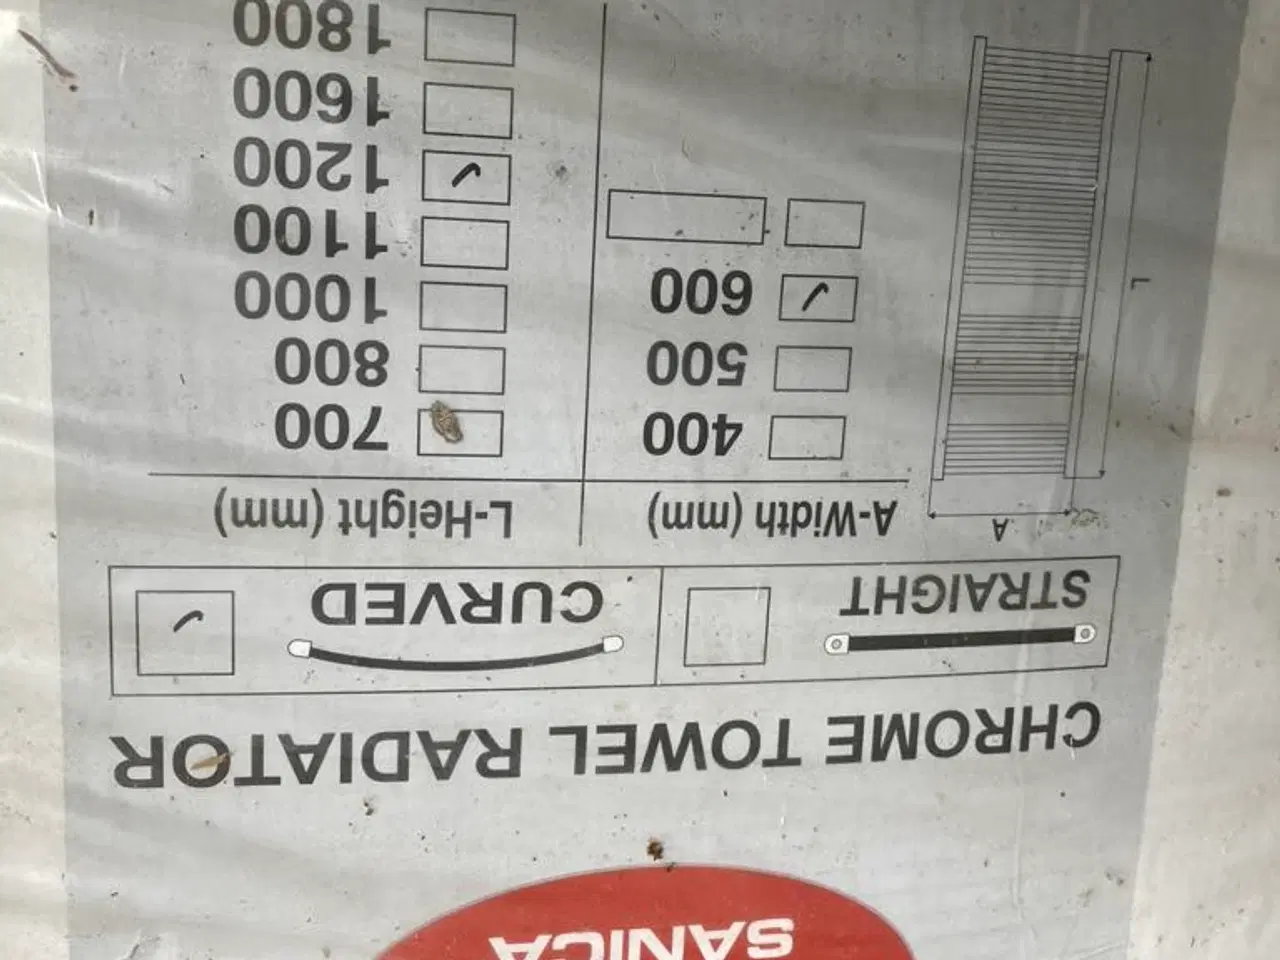 SANICA
CHROME TOWEL RADIATOR
STRAIGHT CURVED
A
L
A-Width (mm) L-Height (mm)
400 700
500 800
600 1000
1100
1200
1600
1800